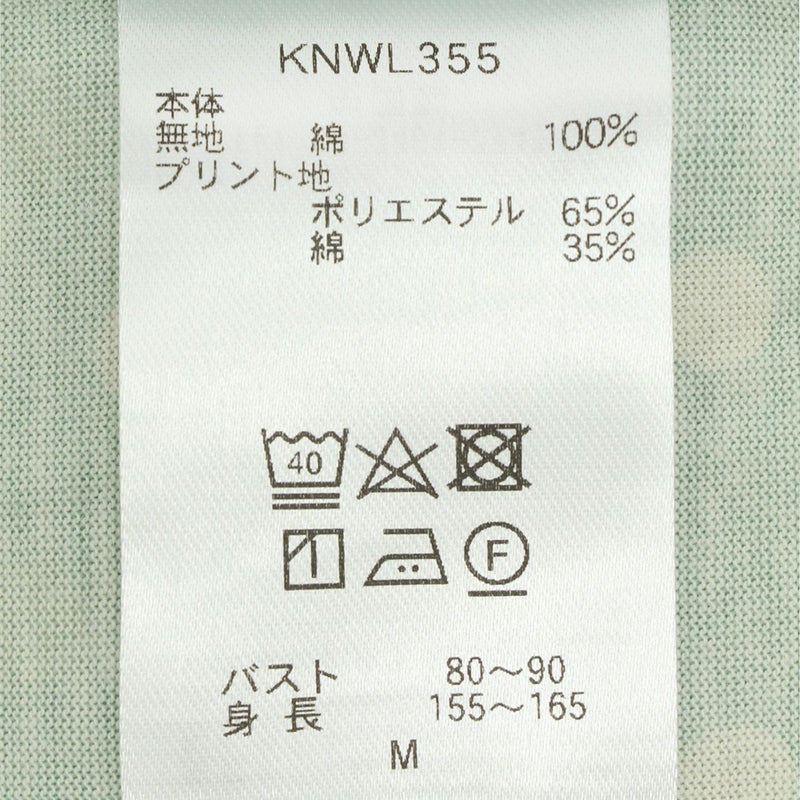 KNWL355
本体
無地 綿 100%
プリント地
ポリエステル 65%
綿 35%
40
F
バスト 80〜90
身長 155〜165
M